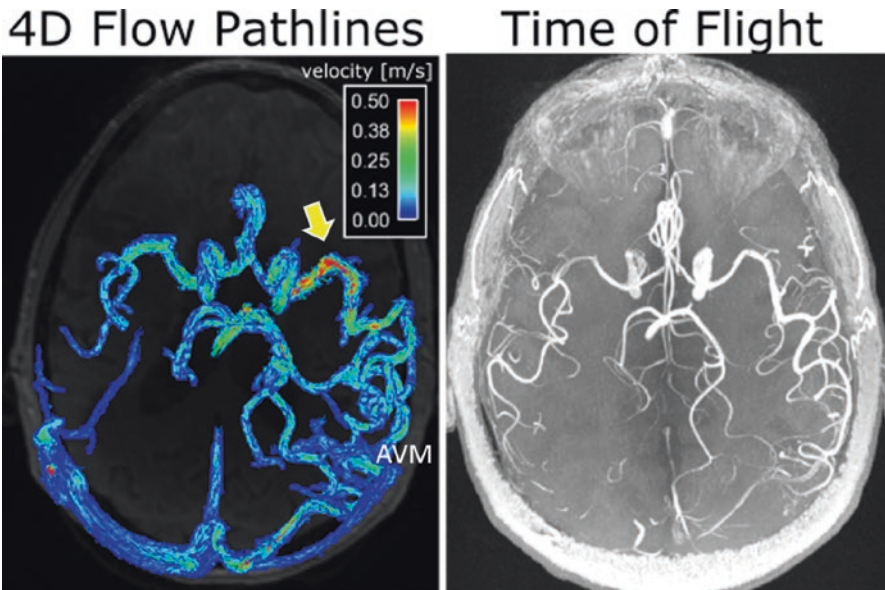 4D Flow Pathlines
Time of Flight
velocity [m/s]
0.50
0.38
0.25
0.13
0.00
AVM